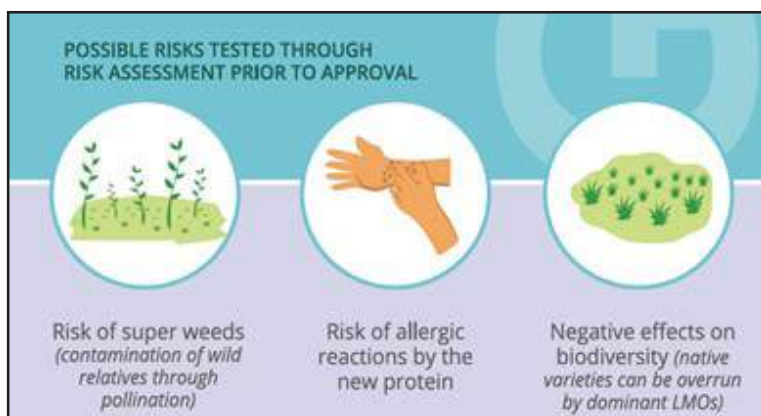 POSSIBLE RISKS TESTED THROUGH
RISK ASSESSMENT PRIOR TO APPROVAL
Risk of super weeds
(contamination of wild
relatives through
pollination)
Risk of allergic
reactions by the
new protein
Negative effects on
biodiversity (native
varieties can be overrun
by dominant LMOs)